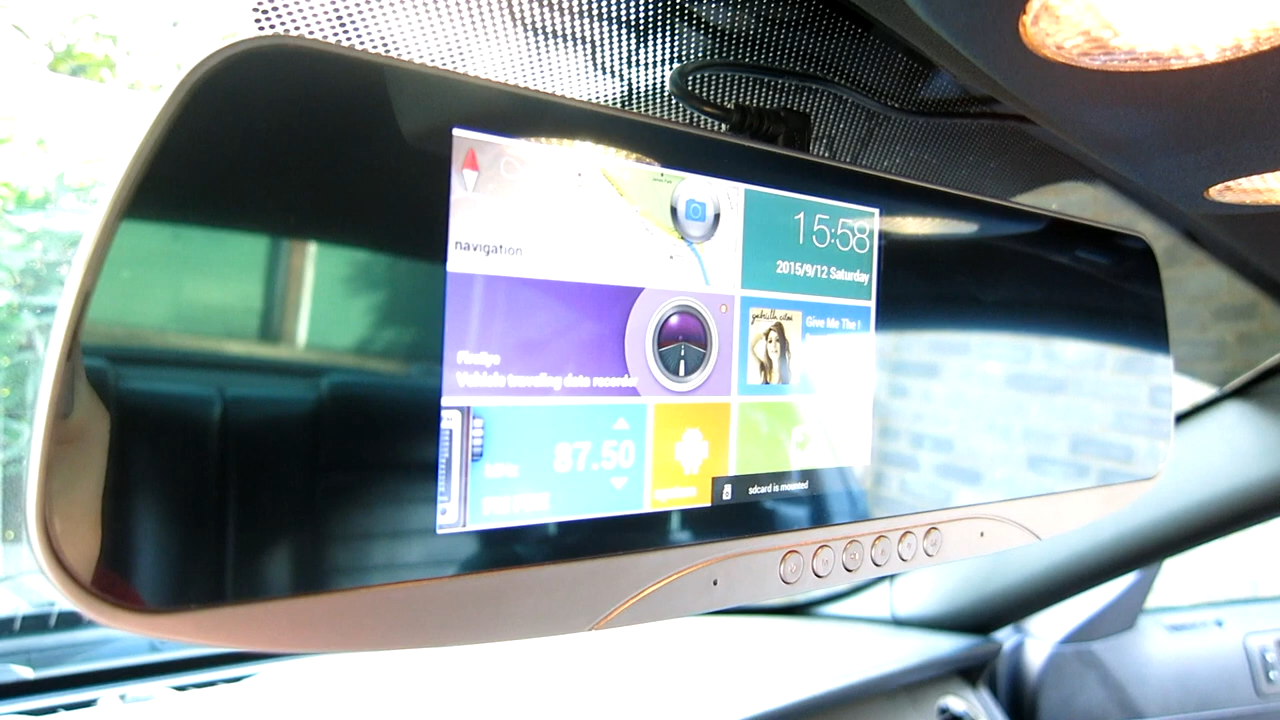 navigation
15:58
2015/9/12 Saturday
Vehicle traveling data recorder
Give Me The
87.50
sdcard is mounted